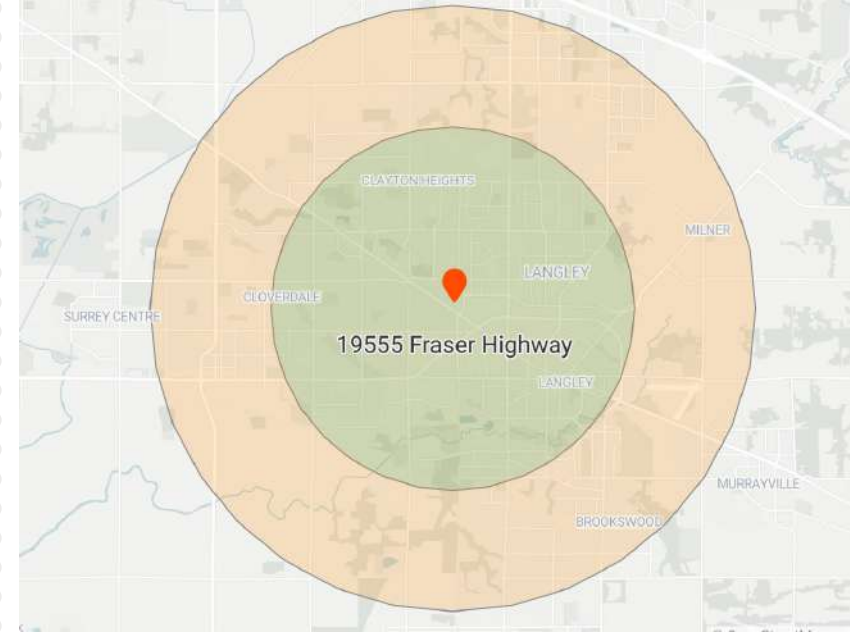 CLAYTON HEIGHTS
MILNER
LANGLEY
CLOVERDALE
SURREY CENTRE
19555 Fraser Highway
LANGLEY
MURRAYVILLE
BROOKSWOOD